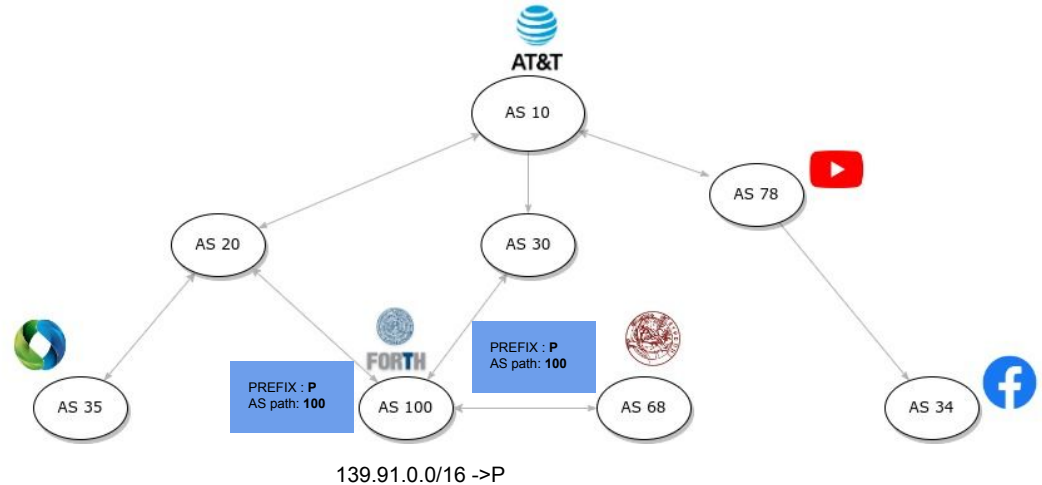 AT&T
AS 10
AS 78
AS 20
AS 30
FORTH
PREFIX : P
AS path: 100
PREFIX : P
AS path: 100
AS 35
AS 100
AS 68
AS 34
139.91.0.0/16 ->P